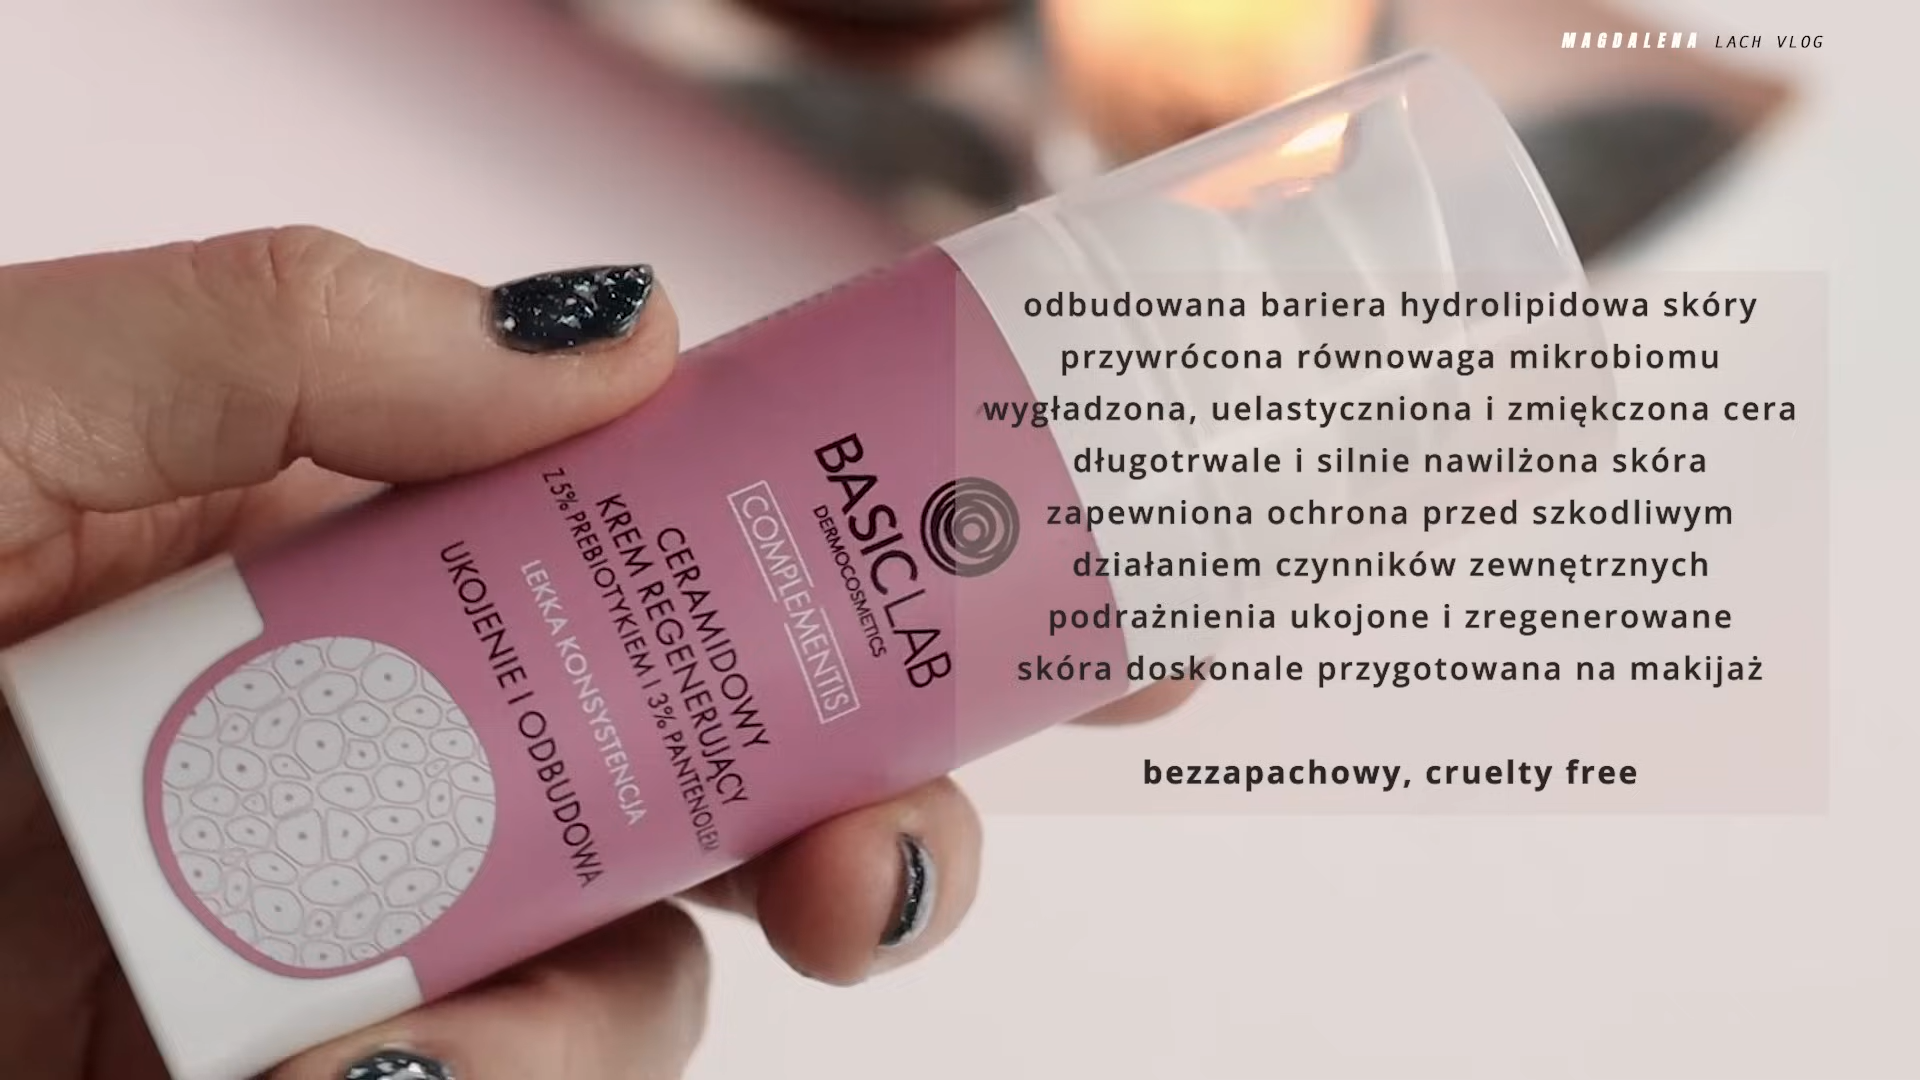 MAGDALENA LACH VLOG
odbudowana bariera hydrolipidowa skóry
przywrócona równowaga mikrobiomu
wygładzona, uelastyczniona i zmiękczona cera
długotrwale i silnie nawilżona skóra
zapewniona ochrona przed szkodliwym
działaniem czynników zewnętrznych
podrażnienia ukojone i zregenerowane
skóra doskonale przygotowana na makijaż
bezzapachowy, cruelty free
BASICLAB
DERMOCOSMETICS
COMPLEMENTIS
CERAMIDOWY
KREM REGENERUJĄCY
Z 5% PREBIOTYKIEM I 3% PANTENOLEM
LEKKA KONSYSTENCJA
UKOJENIE I ODBUDOWA